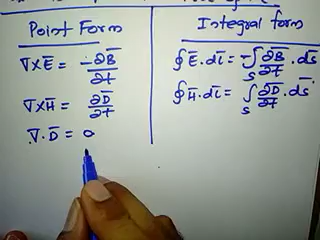 Point Form
Integral form
∇×E̅ = -∂B̅/∂t
∮E̅.dl̅ = -∫S ∂B̅/∂t . ds̅
∇×H̅ = ∂D̅/∂t
∮H̅.dl̅ = ∫S ∂D̅/∂t . ds̅
∇.D̅ = 0